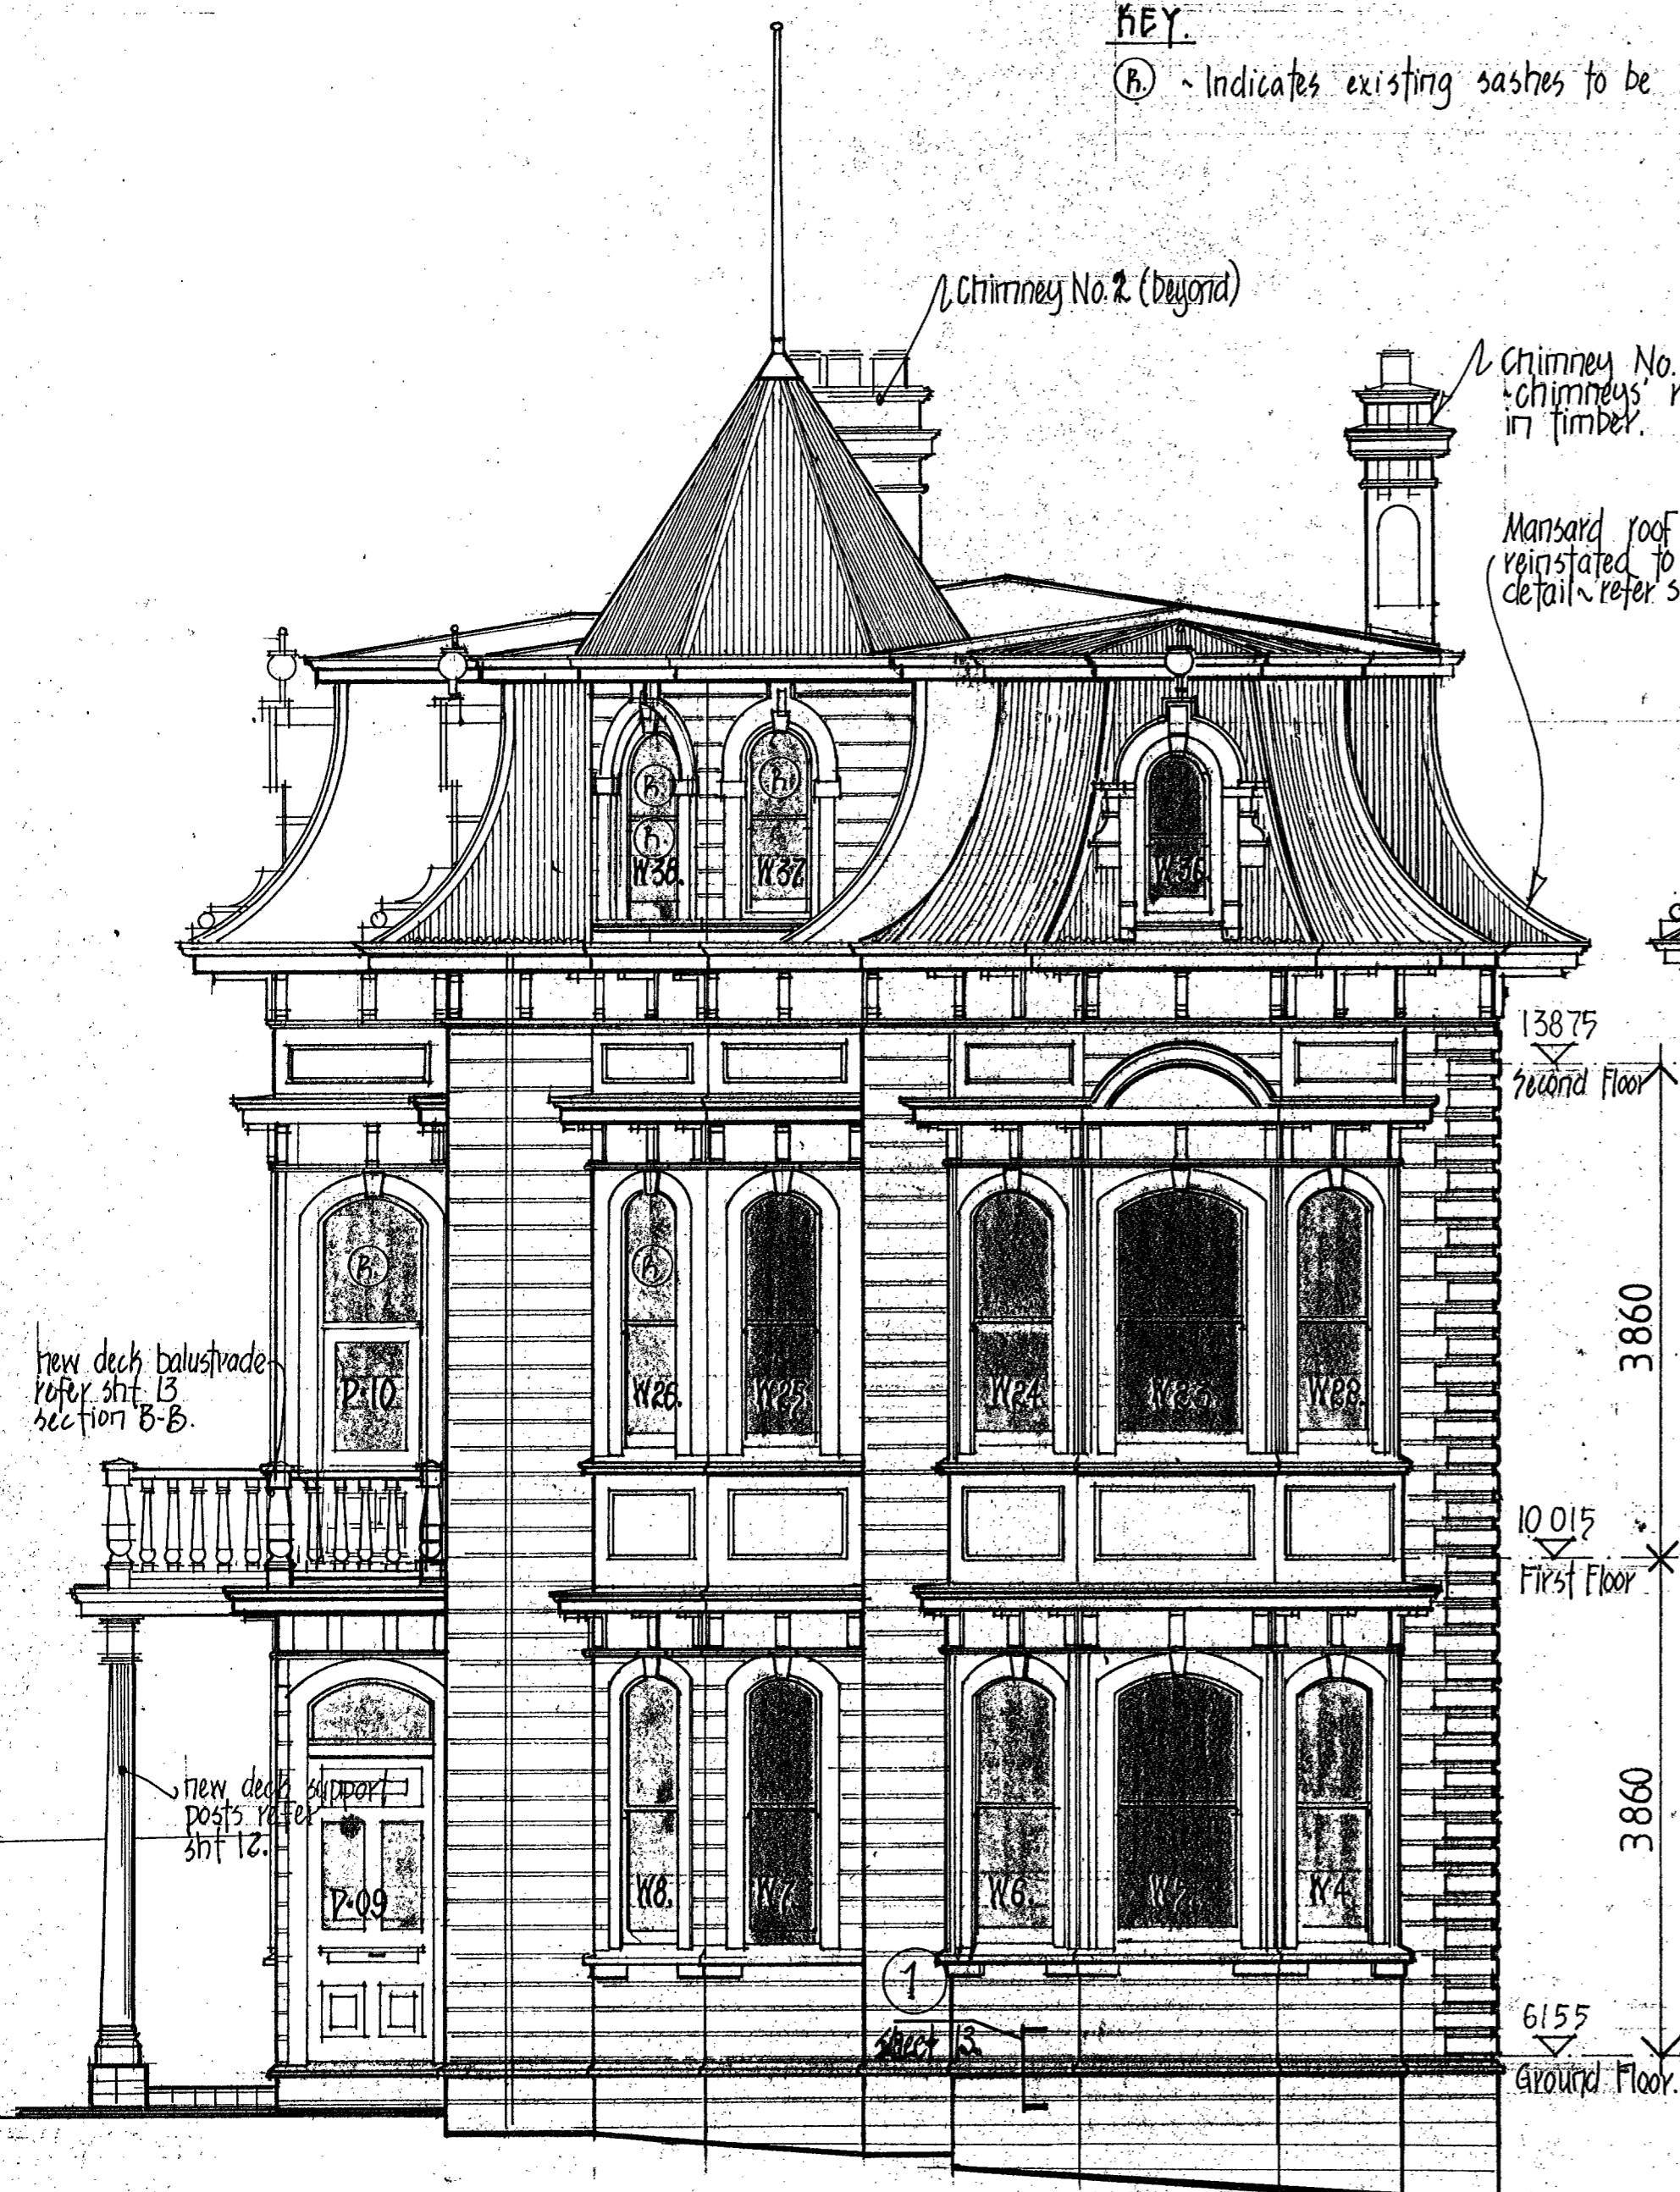 KEY.
R. ~ Indicates existing sashes to be
Chimney No. 2 (beyond)
Chimney No.
~chimneys'
in timber.
Mansard roof
reinstated to
detail ~ refer
R.
R.
R.
W38.
W37
W36.
13875
Second Floor
R.
R.
3860
new deck balustrade
refer sht 13
section B-B.
D.10
W26.
W25.
W24.
W23.
W22.
10 015
First Floor
3860
new deck support
posts refer
sht 12.
D.09
W8.
W7.
W6.
W4.
1
sheet 13.
6155
Ground Floor.